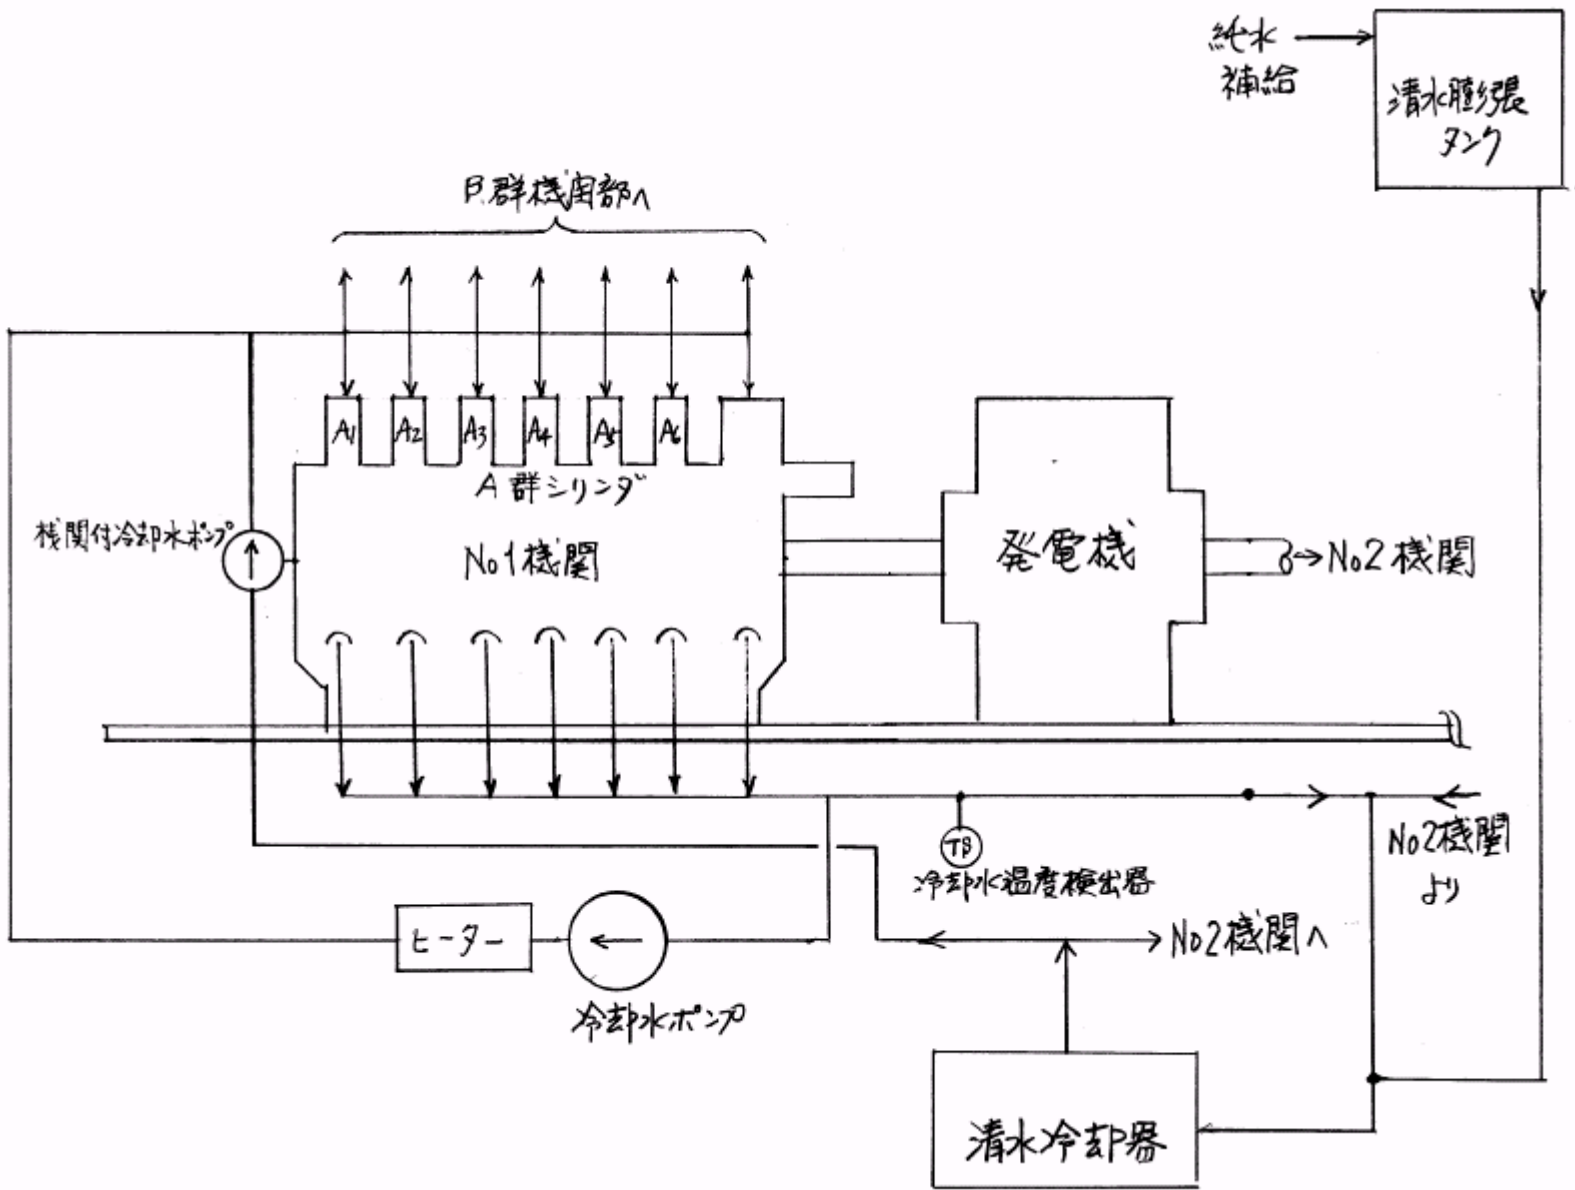 純水
補給
清水膨張
タンク
B群機関部へ
A1
A2
A3
A4
A5
A6
A群シリンダ
機関付冷却水ポンプ
No1機関
発電機
No2機関
TB
冷却水温度検出器
No2機関
より
ヒーター
No2機関へ
冷却水ポンプ
清水冷却器